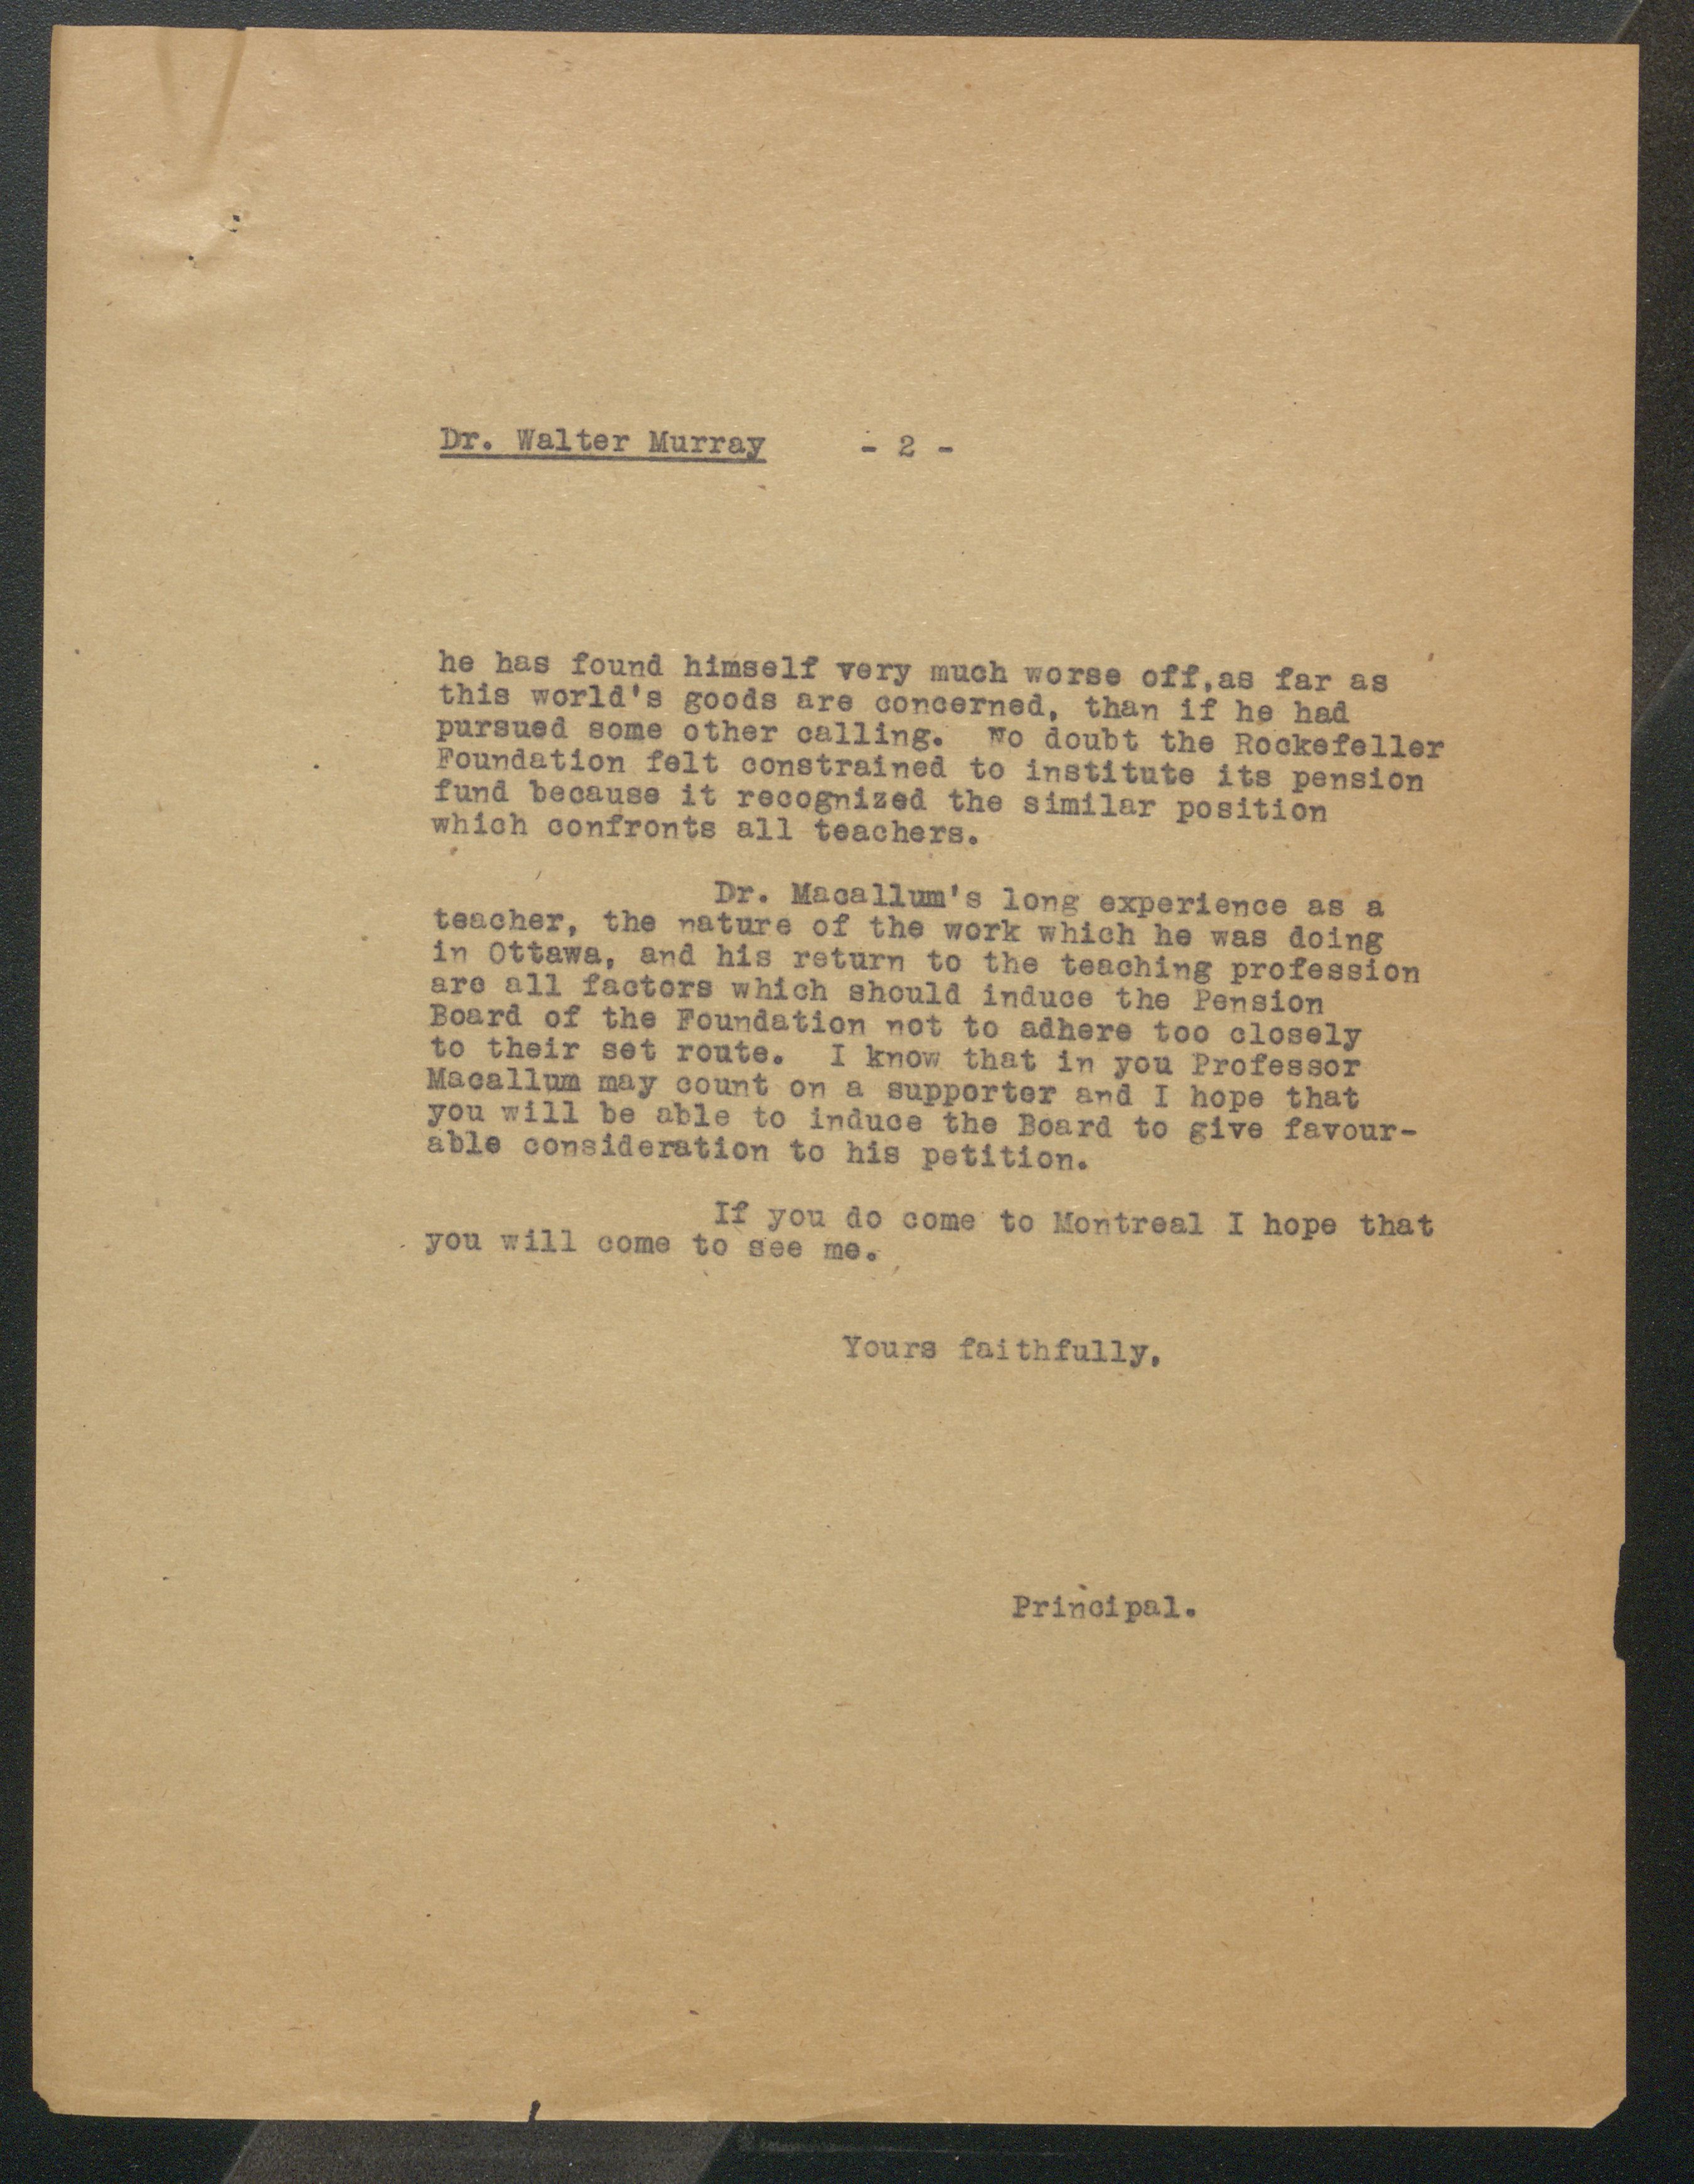 Dr. Walter Murray - 2 -
he has found himself very much worse off,as far as
this world's goods are concerned, than if he had
pursued some other calling. No doubt the Rockefeller
Foundation felt constrained to institute its pension
fund because it recognized the similar position
which confronts all teachers.
Dr. Macallum's long experience as a
teacher, the nature of the work which he was doing
in Ottawa, and his return to the teaching profession
are all factors which should induce the Pension
Board of the Foundation not to adhere too closely
to their set route. I know that in you Professor
Macallum may count on a supporter and I hope that
you will be able to induce the Board to give favour-
able consideration to his petition.
If you do come to Montreal I hope that
you will come to see me.
Yours faithfully,
Principal.